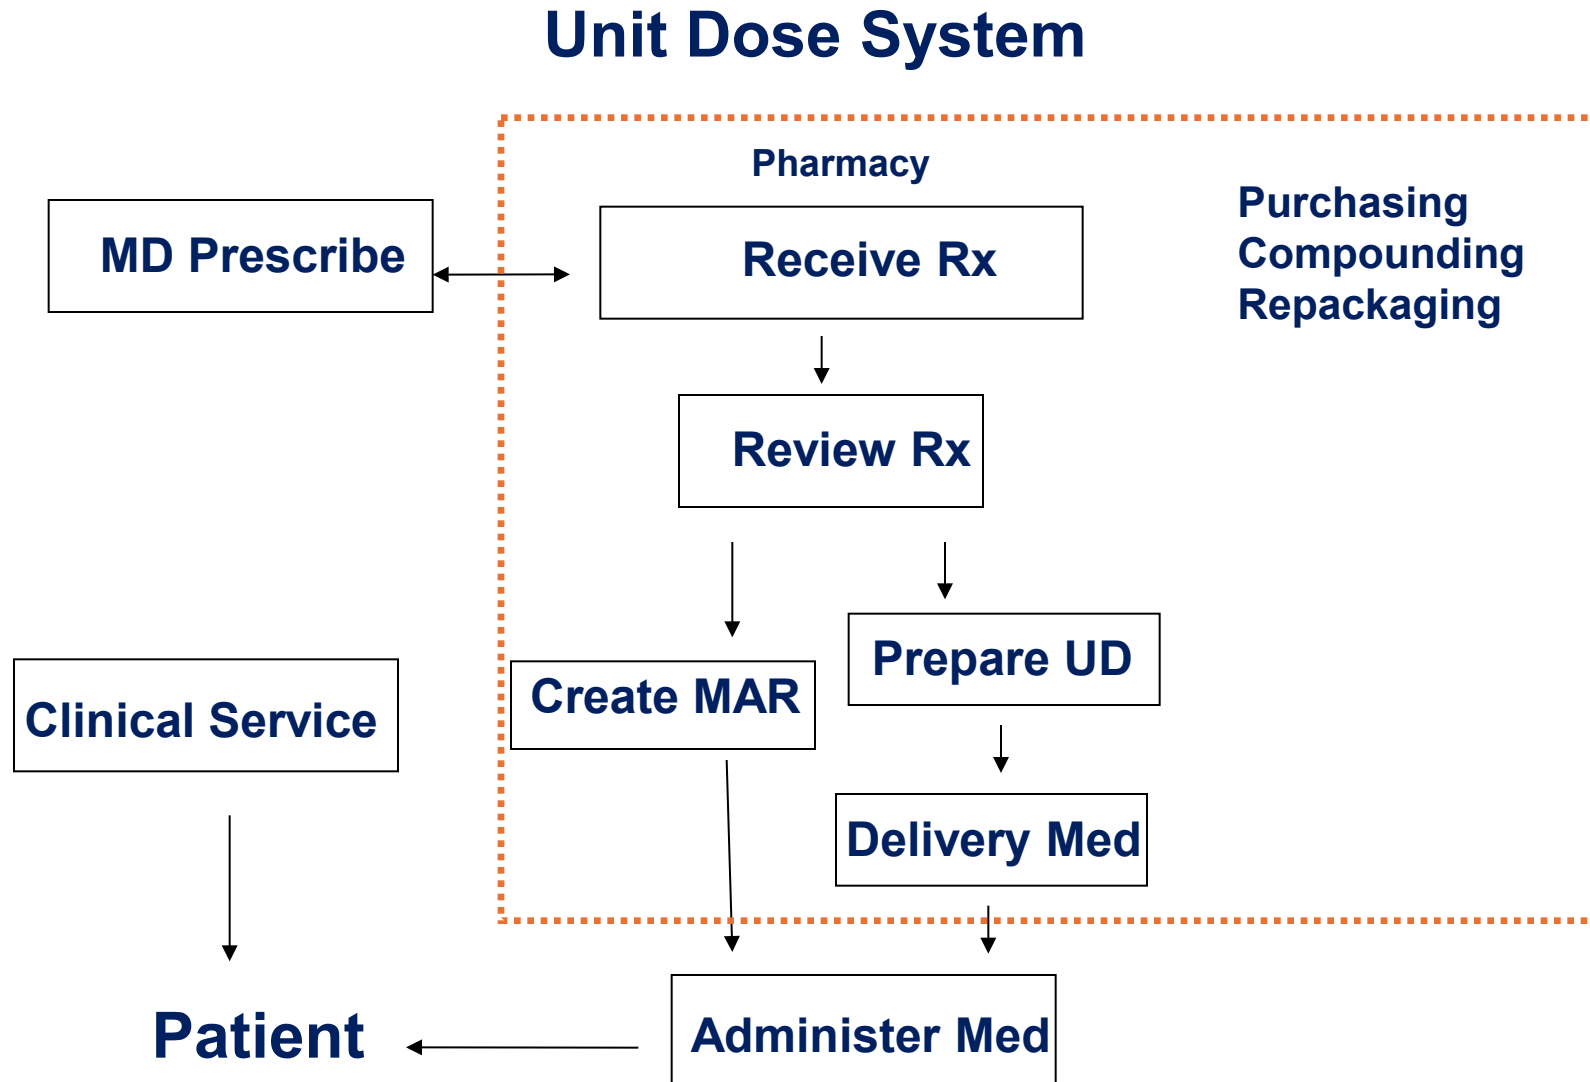 Unit Dose System
Pharmacy
MD Prescribe
Receive Rx
Purchasing
Compounding
Repackaging
Review Rx
Prepare UD
Create MAR
Clinical Service
Delivery Med
Administer Med
Patient